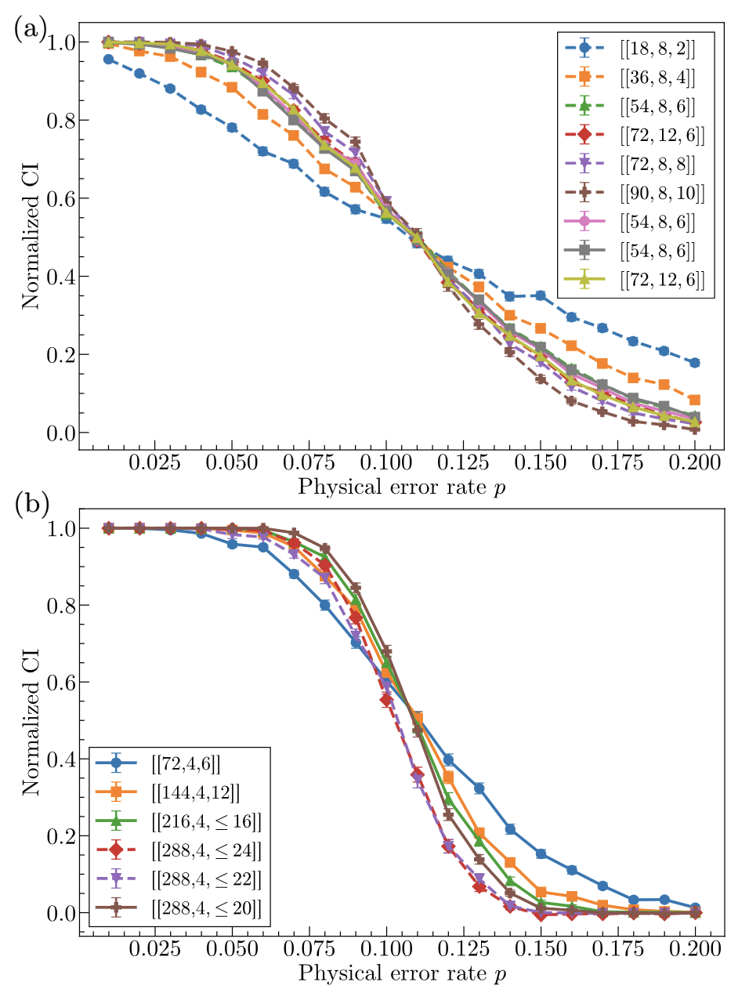 (a)
1.0
0.8
0.6
0.4
0.2
0.0
Normalized CI
[[18, 8, 2]]
[[36, 8, 4]]
[[54, 8, 6]]
[[72, 12, 6]]
[[72, 8, 8]]
[[90, 8, 10]]
[[54, 8, 6]]
[[54, 8, 6]]
[[72, 12, 6]]
0.025 0.050 0.075 0.100 0.125 0.150 0.175 0.200
Physical error rate p
(b)
1.0
0.8
0.6
0.4
0.2
0.0
Normalized CI
[[72,4,6]]
[[144,4,12]]
[[216,4, ≤ 16]]
[[288,4, ≤ 24]]
[[288,4, ≤ 22]]
[[288,4, ≤ 20]]
0.025 0.050 0.075 0.100 0.125 0.150 0.175 0.200
Physical error rate p